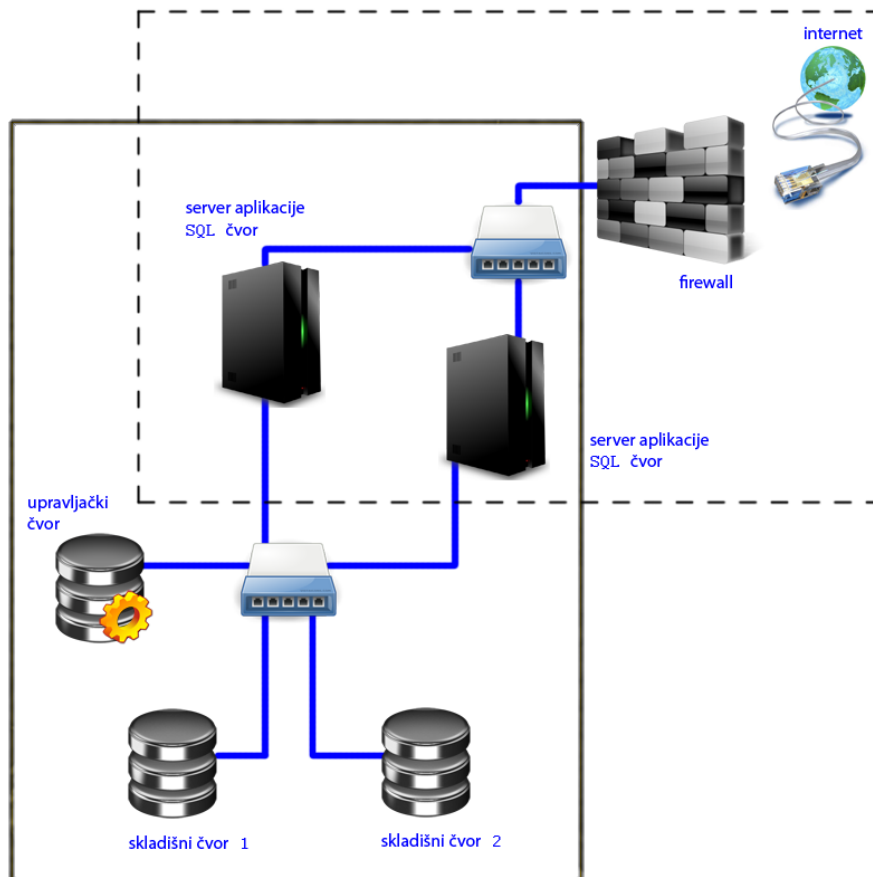 internet
server aplikacije
SQL čvor
firewall
server aplikacije
SQL čvor
upravljački
čvor
skladišni čvor 1
skladišni čvor 2